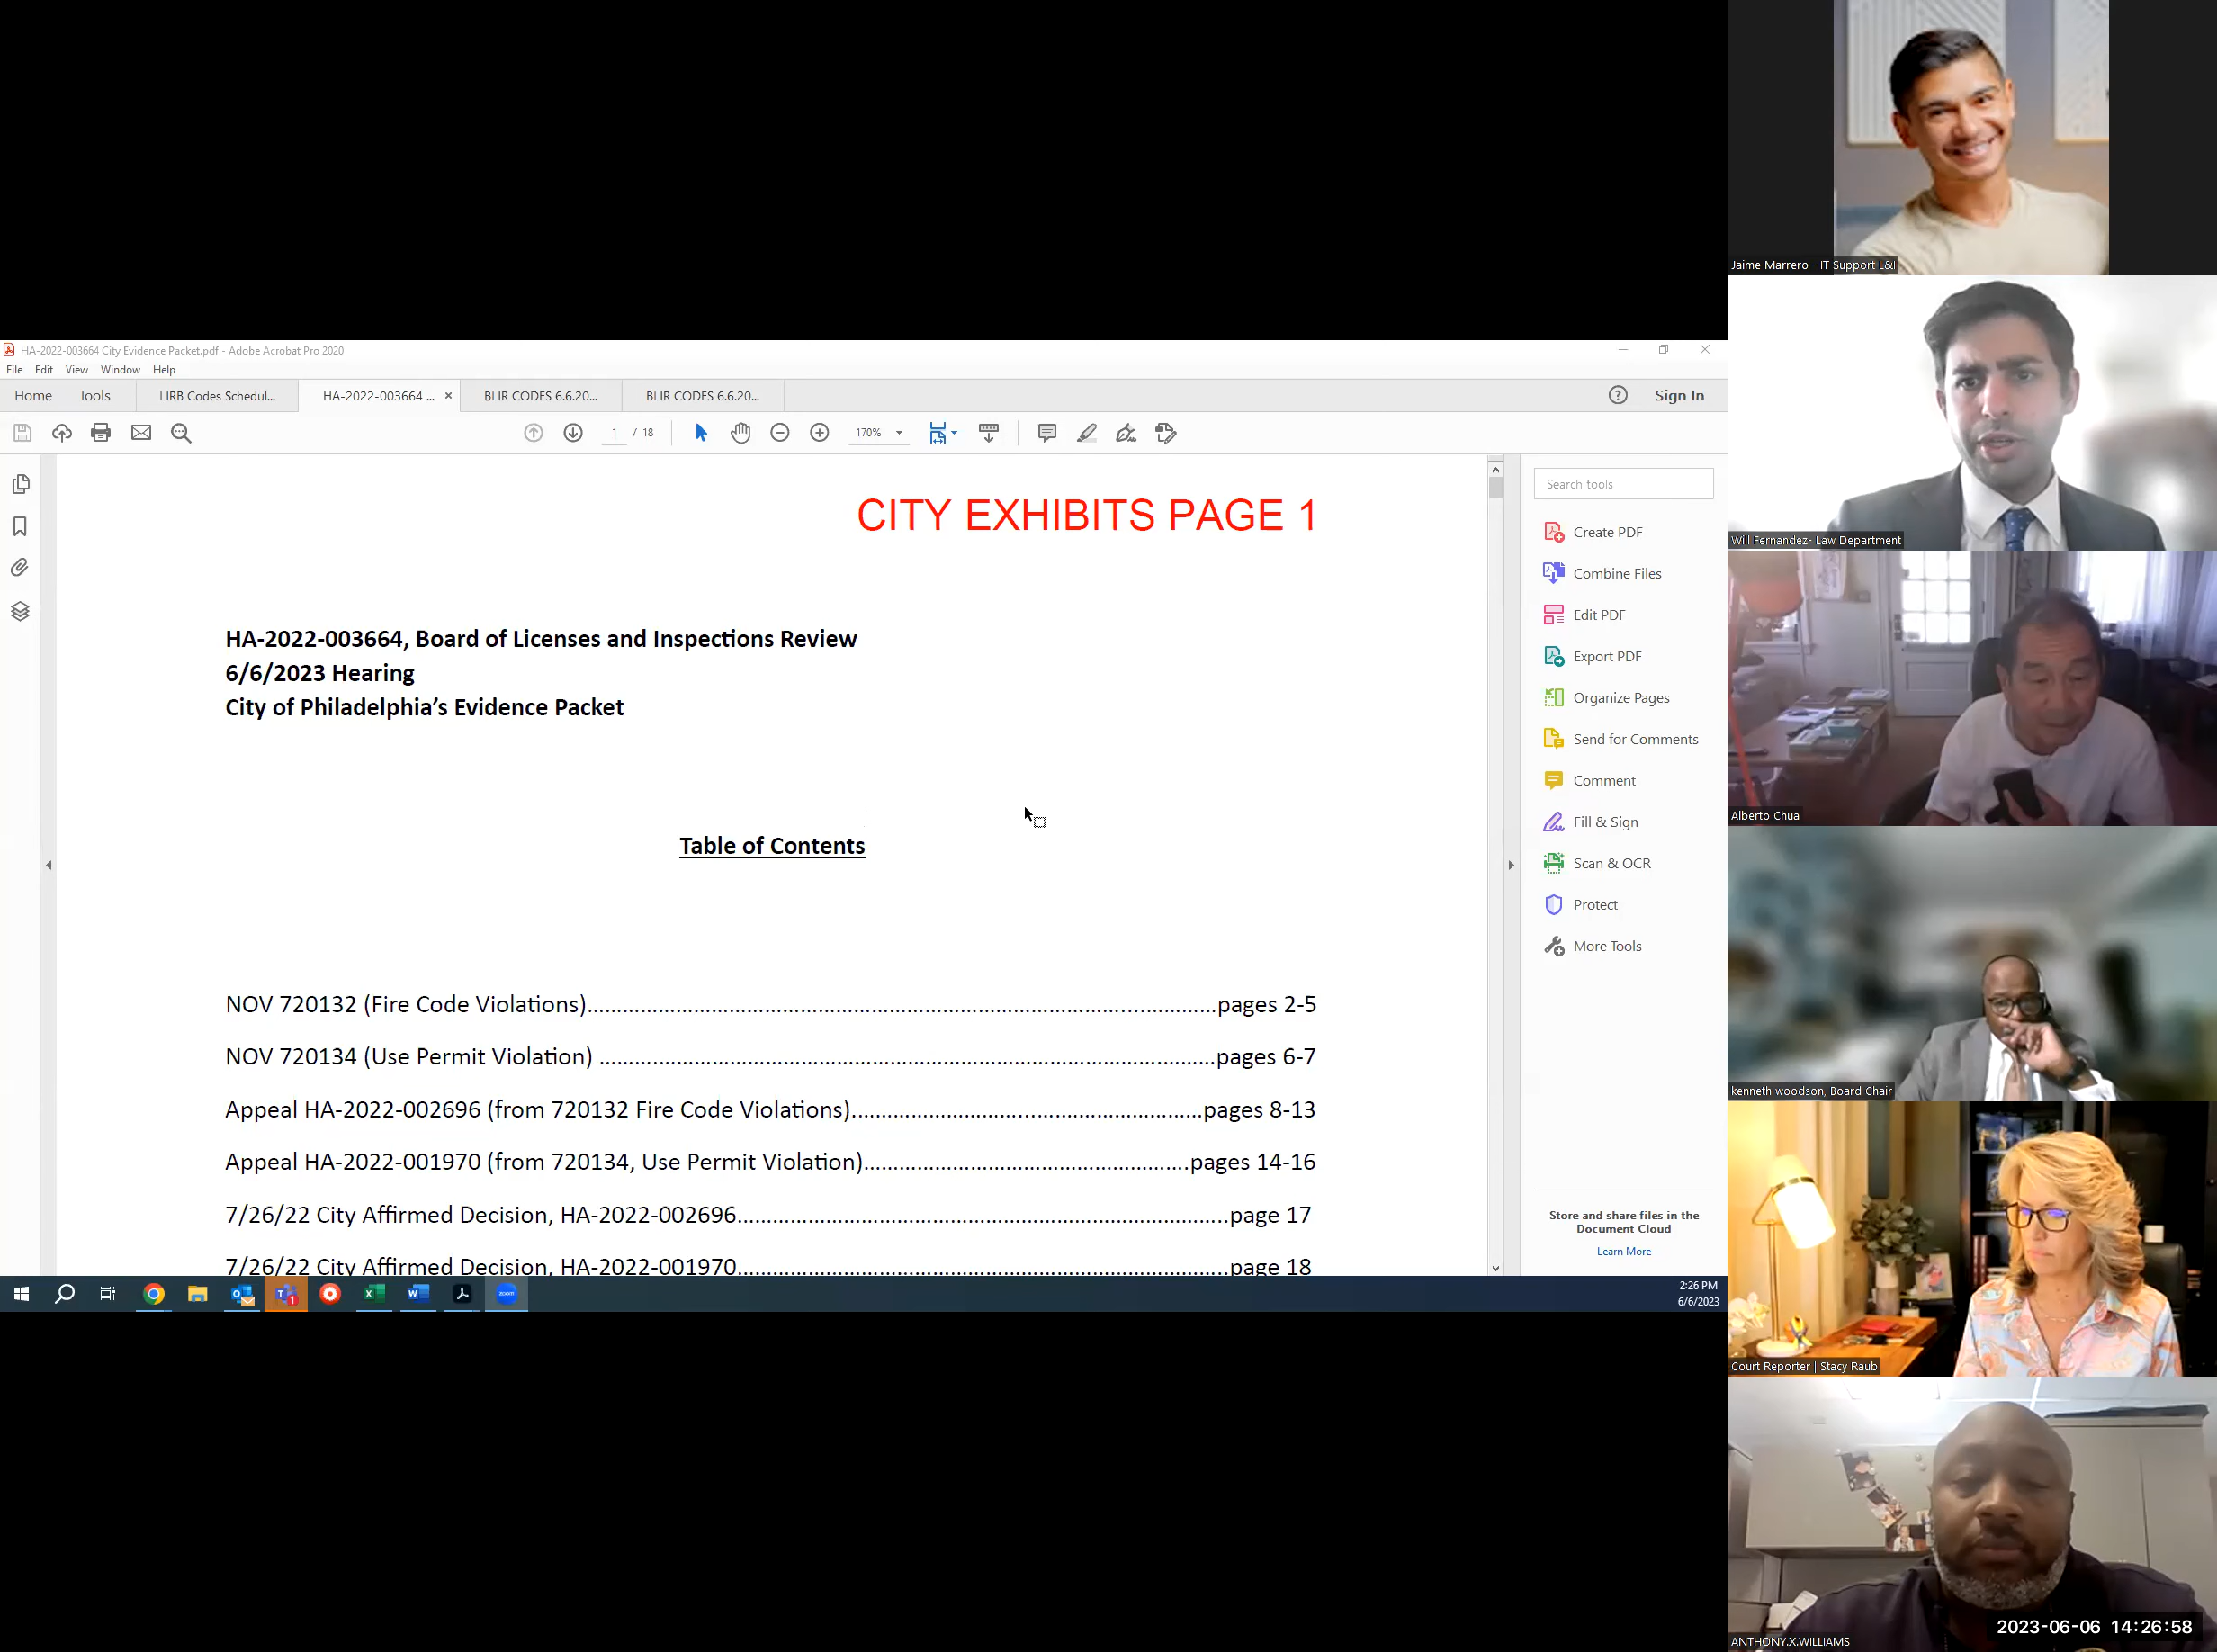 HA-2022-003664 City Evidence Packet.pdf - Adobe Acrobat Pro 2020
File Edit View Window Help
Home Tools LIRB Codes Schedul... HA-2022-003664 ... BLIR CODES 6.6.20... BLIR CODES 6.6.20... Sign In
1 / 18 170%
CITY EXHIBITS PAGE 1
HA-2022-003664, Board of Licenses and Inspections Review
6/6/2023 Hearing
City of Philadelphia’s Evidence Packet
Table of Contents
NOV 720132 (Fire Code Violations)........pages 2-5
NOV 720134 (Use Permit Violation) ........pages 6-7
Appeal HA-2022-002696 (from 720132 Fire Code Violations)........pages 8-13
Appeal HA-2022-001970 (from 720134, Use Permit Violation)........pages 14-16
7/26/22 City Affirmed Decision, HA-2022-002696........page 17
7/26/22 City Affirmed Decision, HA-2022-001970........page 18
Search tools
Create PDF
Combine Files
Edit PDF
Export PDF
Organize Pages
Send for Comments
Comment
Fill & Sign
Scan & OCR
Protect
More Tools
Store and share files in the
Document Cloud
Learn More
2:26 PM
6/6/2023
Jaime Marrero - IT Support L&I
Will Fernandez- Law Department
Alberto Chua
kenneth woodson, Board Chair
Court Reporter | Stacy Raub
2023-06-06 14:26:58
ANTHONY.X.WILLIAMS